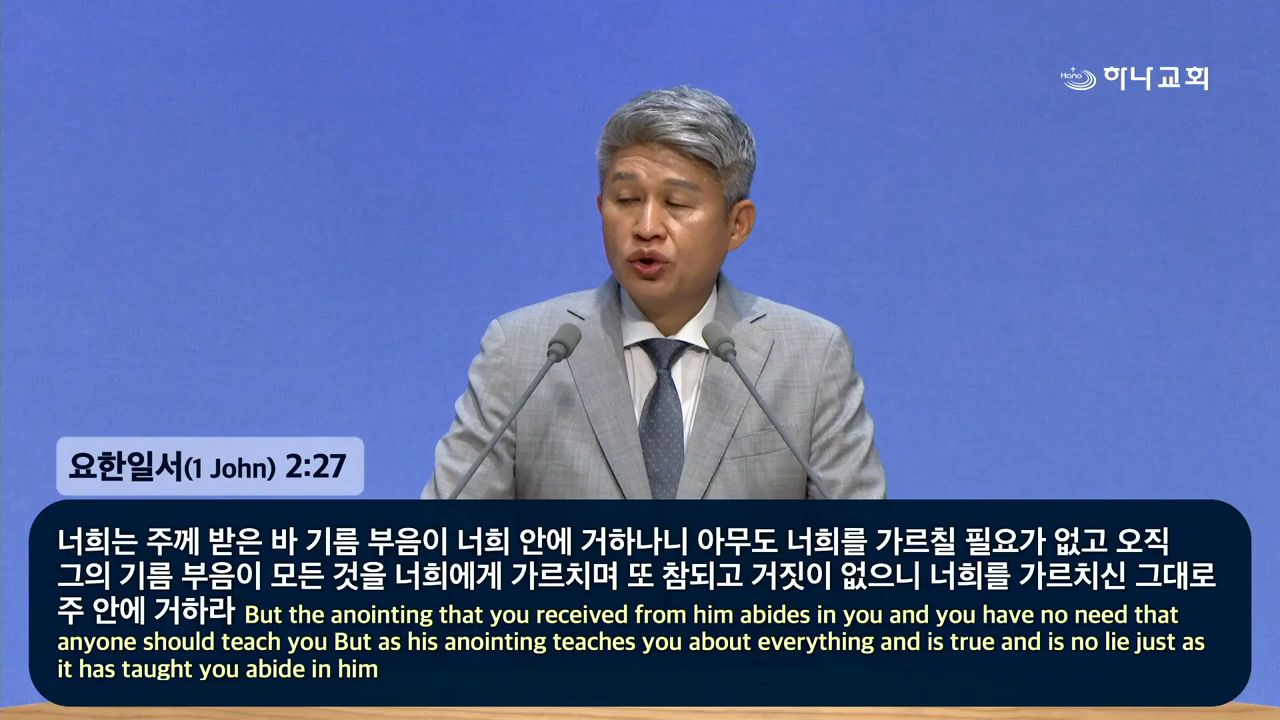 Hana 하나교회
요한일서(1 John) 2:27
너희는 주께 받은 바 기름 부음이 너희 안에 거하나니 아무도 너희를 가르칠 필요가 없고 오직
그의 기름 부음이 모든 것을 너희에게 가르치며 또 참되고 거짓이 없으니 너희를 가르치신 그대로
주 안에 거하라 But the anointing that you received from him abides in you and you have no need that
anyone should teach you But as his anointing teaches you about everything and is true and is no lie just as
it has taught you abide in him